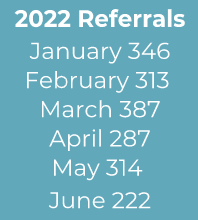 2022 Referrals
January 346
February 313
March 387
April 287
May 314
June 222